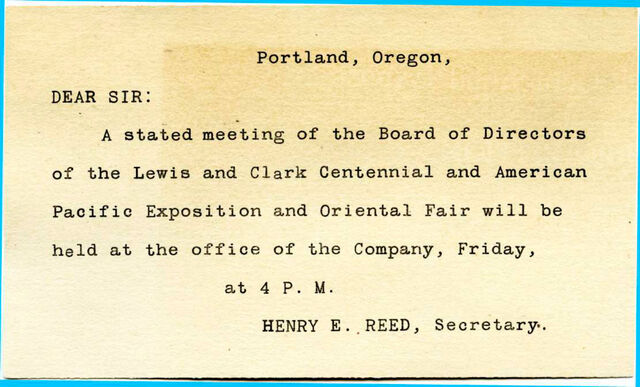 Portland, Oregon,
DEAR SIR:
A stated meeting of the Board of Directors
of the Lewis and Clark Centennial and American
Pacific Exposition and Oriental Fair will be
held at the office of the Company, Friday,
at 4 P. M.
HENRY E. REED, Secretary.